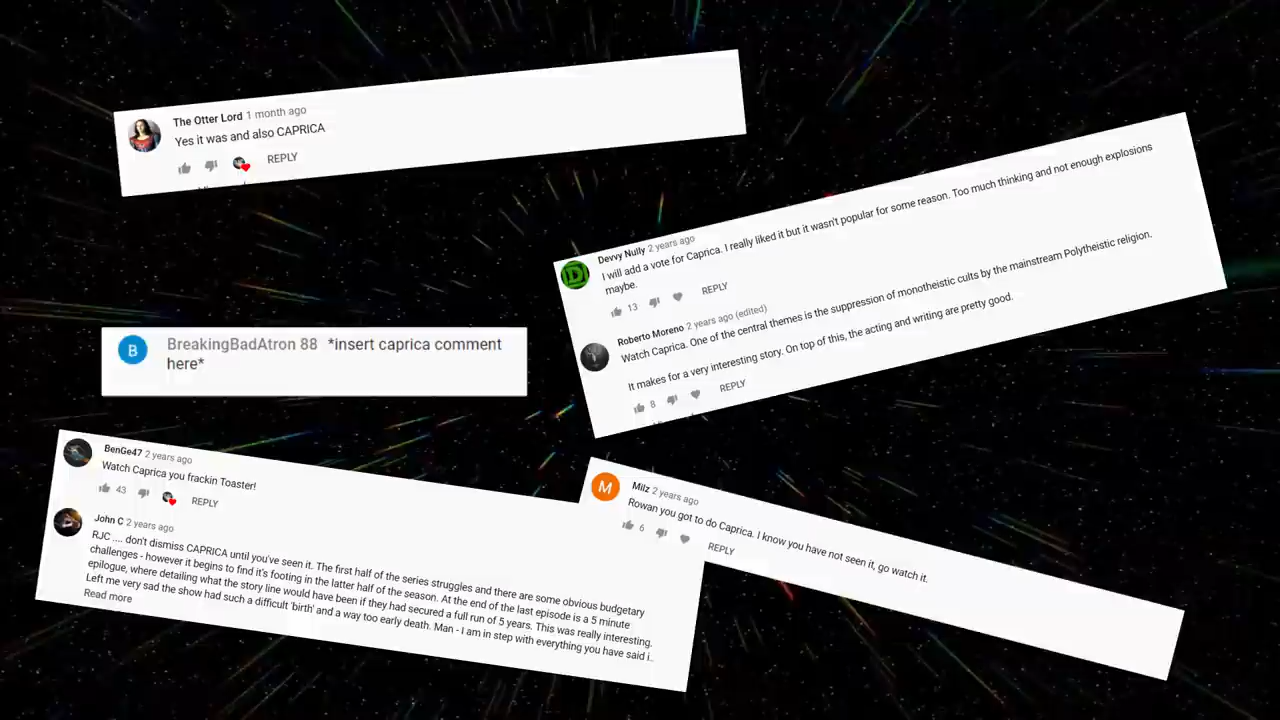 The Otter Lord 1 month ago
Yes it was and also CAPRICA
REPLY
Devvy Nully 2 years ago
I will add a vote for Caprica. I really liked it but it wasn't popular for some reason. Too much thinking and not enough explosions
maybe.
13 REPLY
Roberto Moreno 2 years ago (edited)
Watch Caprica. One of the central themes is the suppression of monotheistic cults by the mainstream Polytheistic religion.
It makes for a very interesting story. On top of this, the acting and writing are pretty good.
8 REPLY
B BreakingBadAtron 88 *insert caprica comment
here*
BenGe47 2 years ago
Watch Caprica you frackin Toaster!
43 REPLY
John C 2 years ago
RJC .... don't dismiss CAPRICA until you've seen it. The first half of the series struggles and there are some obvious budgetary
challenges - however it begins to find it's footing in the latter half of the season. At the end of the last episode is a 5 minute
epilogue, where detailing what the story line would have been if they had secured a full run of 5 years. This was really interesting.
Left me very sad the show had such a difficult 'birth' and a way too early death. Man - I am in step with everything you have said i..
Read more
M Milz 2 years ago
Rowan you got to do Caprica. I know you have not seen it, go watch it.
6 REPLY